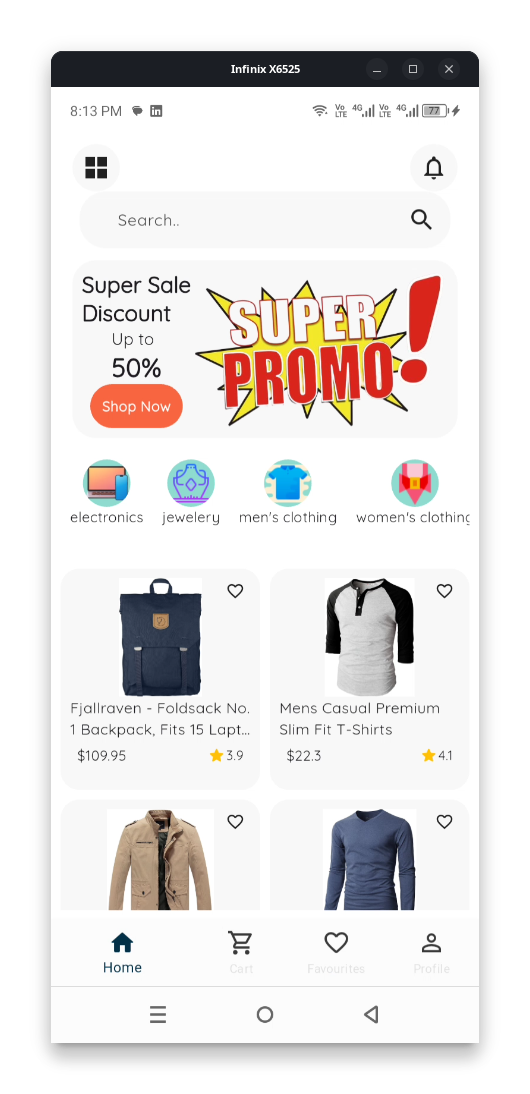 Infinix X6525
8:13 PM
Vo LTE 4G Vo LTE 4G 77
Search..
Super Sale
Discount
Up to
50%
Shop Now
SUPER
PROMO!
electronics jewelery men's clothing women's clothing
Fjallraven - Foldsack No.
1 Backpack, Fits 15 Lapt...
$109.95 3.9
Mens Casual Premium
Slim Fit T-Shirts
$22.3 4.1
Home Cart Favourites Profile